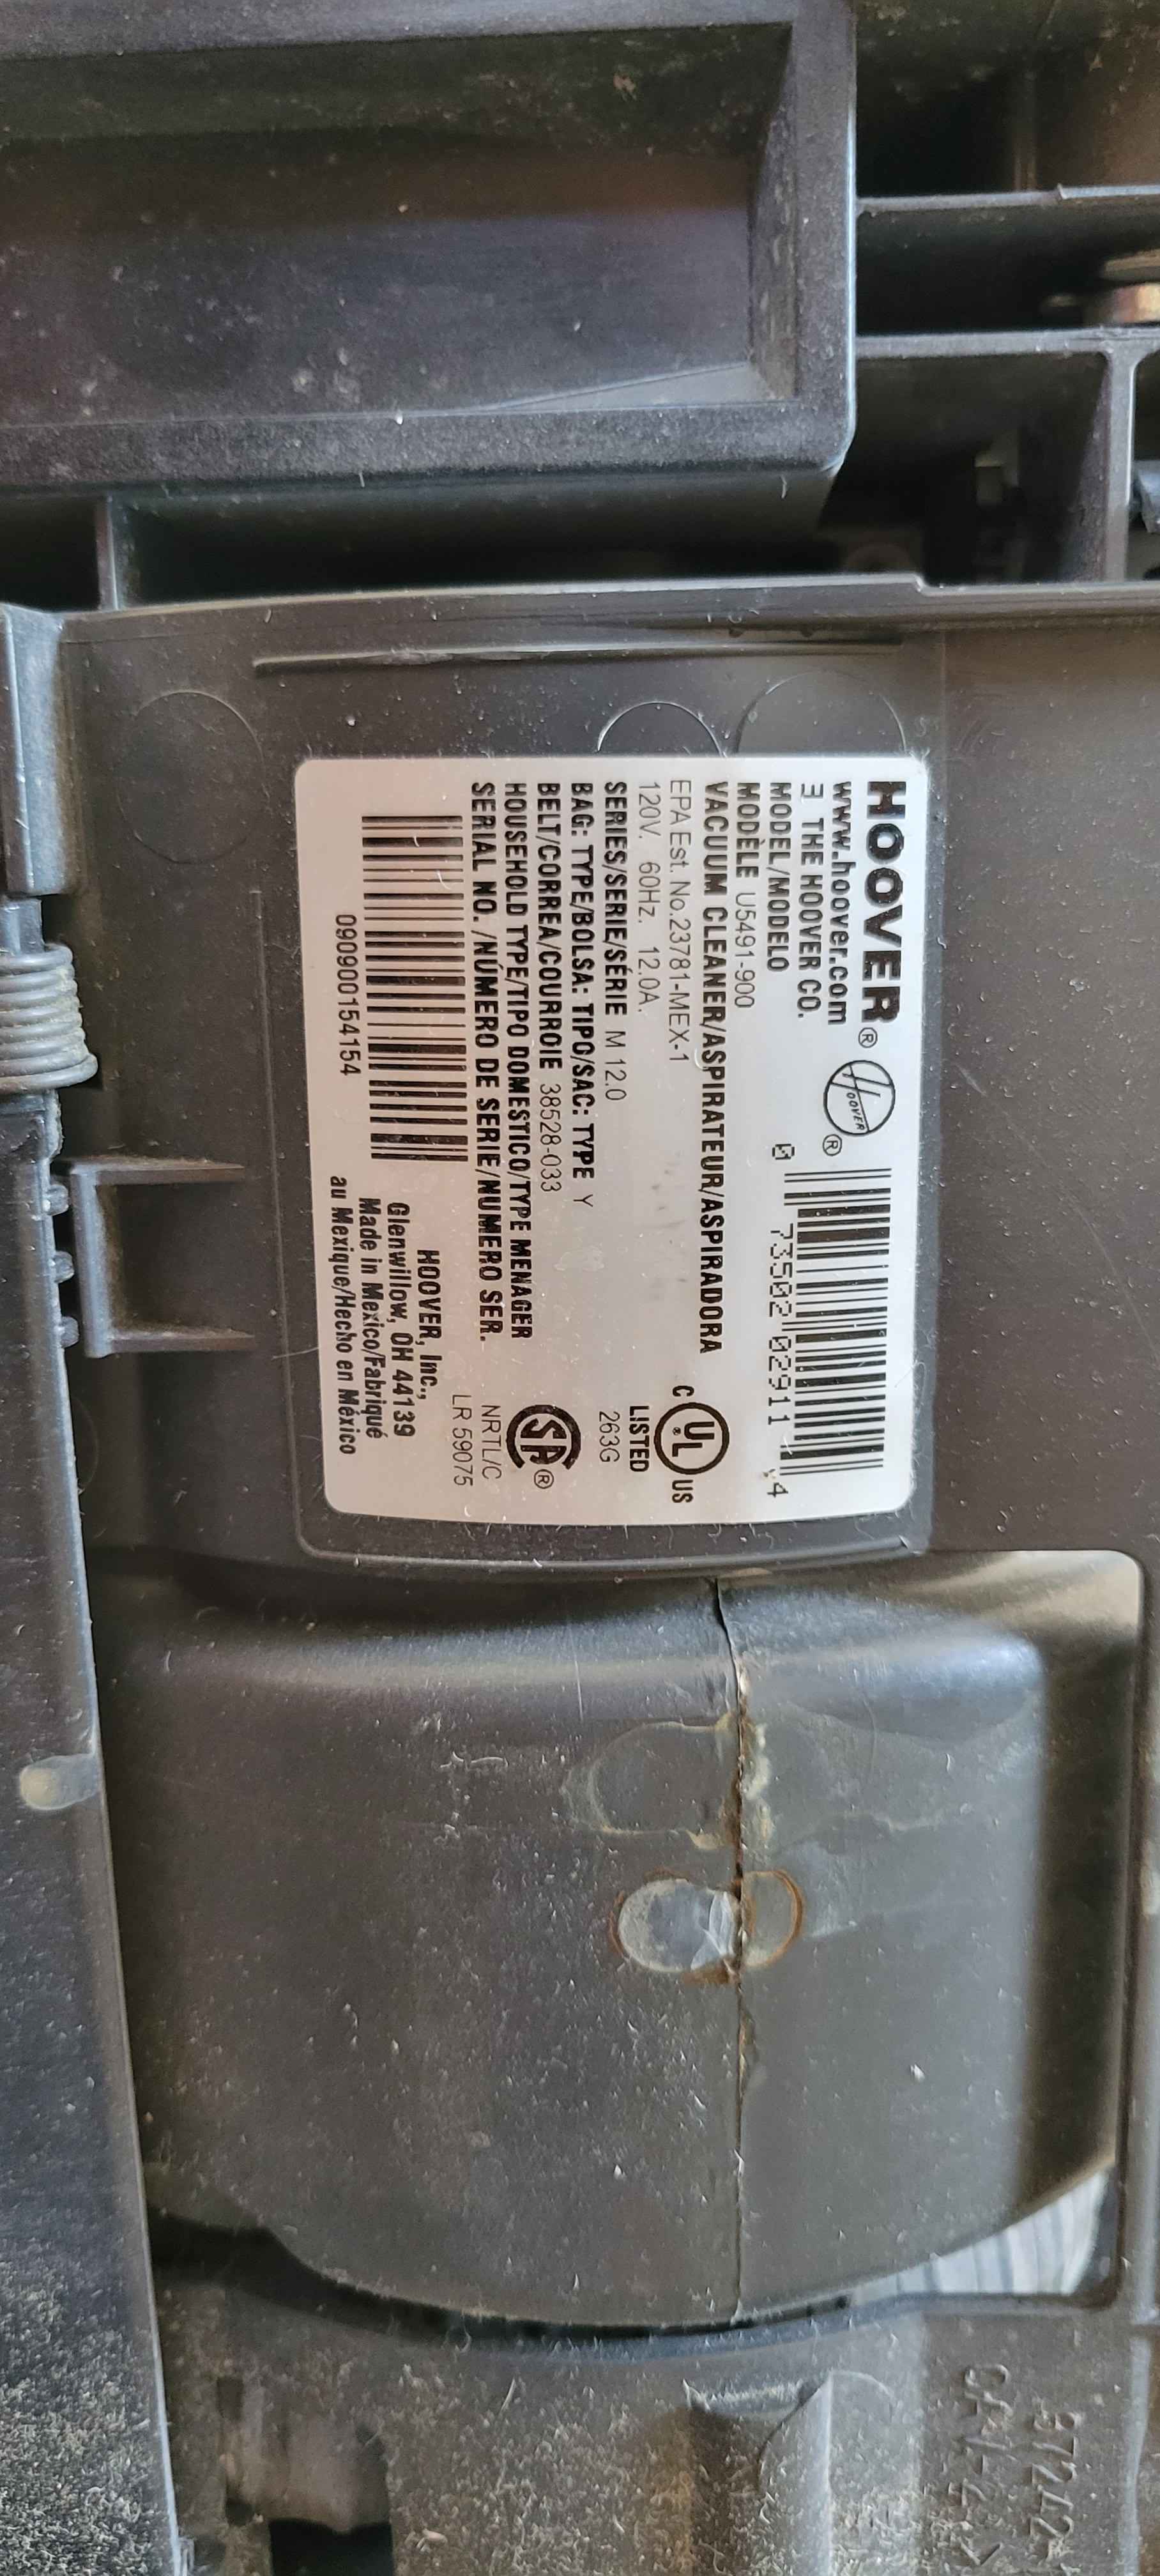 HOOVER®
HOOVER
®
www.hoover.com
∃ THE HOOVER CO.
MODEL/MODELO
MODÈLE U5491-900
0 73502 02911 4
VACUUM CLEANER/ASPIRATEUR/ASPIRADORA
EPA Est. No.23781-MEX-1
120V. 60Hz. 12.0A.
SERIES/SERIE/SÉRIE M 12.0
BAG: TYPE/BOLSA: TIPO/SAC: TYPE Y
BELT/CORREA/COURROIE 38528-033
HOUSEHOLD TYPE/TIPO DOMESTICO/TYPE MENAGER
SERIAL NO./NÚMERO DE SERIE/NUMERO SER.
090900154154
C UL® US
LISTED
263G
SA®
NRTL/C
LR 59075
HOOVER, Inc.,
Glenwillow, OH 44139
Made in Mexico/Fabriqué
au Mexique/Hecho en México